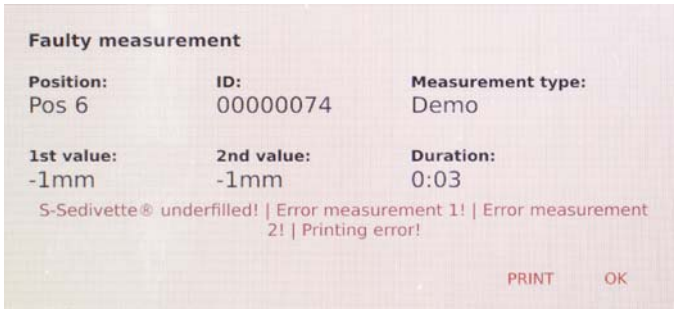 Faulty measurement
Position: ID: Measurement type:
Pos 6 00000074 Demo
1st value: 2nd value: Duration:
-1mm -1mm 0:03
S-Sedivette® underfilled! | Error measurement 1! | Error measurement
2! | Printing error!
PRINT OK